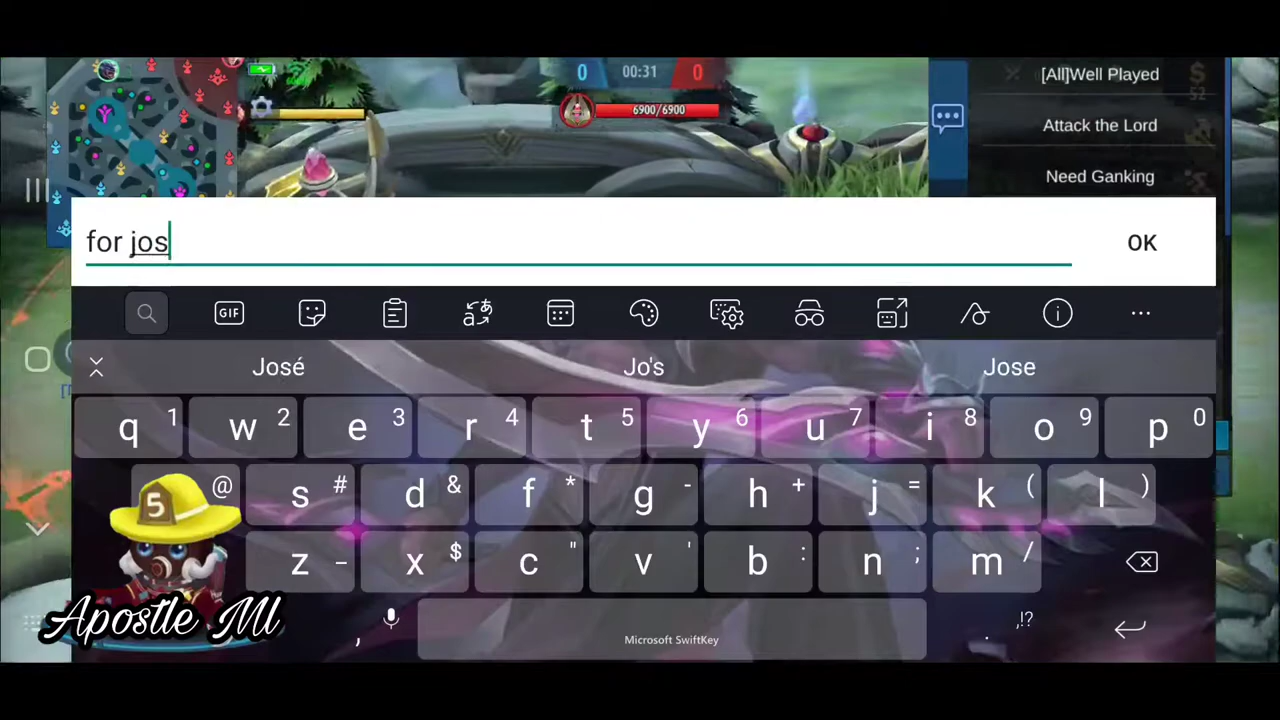 0 00:31 0
6900/6900
[All]Well Played
52
Attack the Lord
Need Ganking
for jos
OK
GIF
José Jo's Jose
q 1 w 2 e 3 r 4 t 5 y 6 u 7 i 8 o 9 p 0
5 @ s # d & f * g - h + j = k ( l )
z _ x $ c " v ' b : n ; m /
Apostle Ml
, Microsoft SwiftKey . ,!?